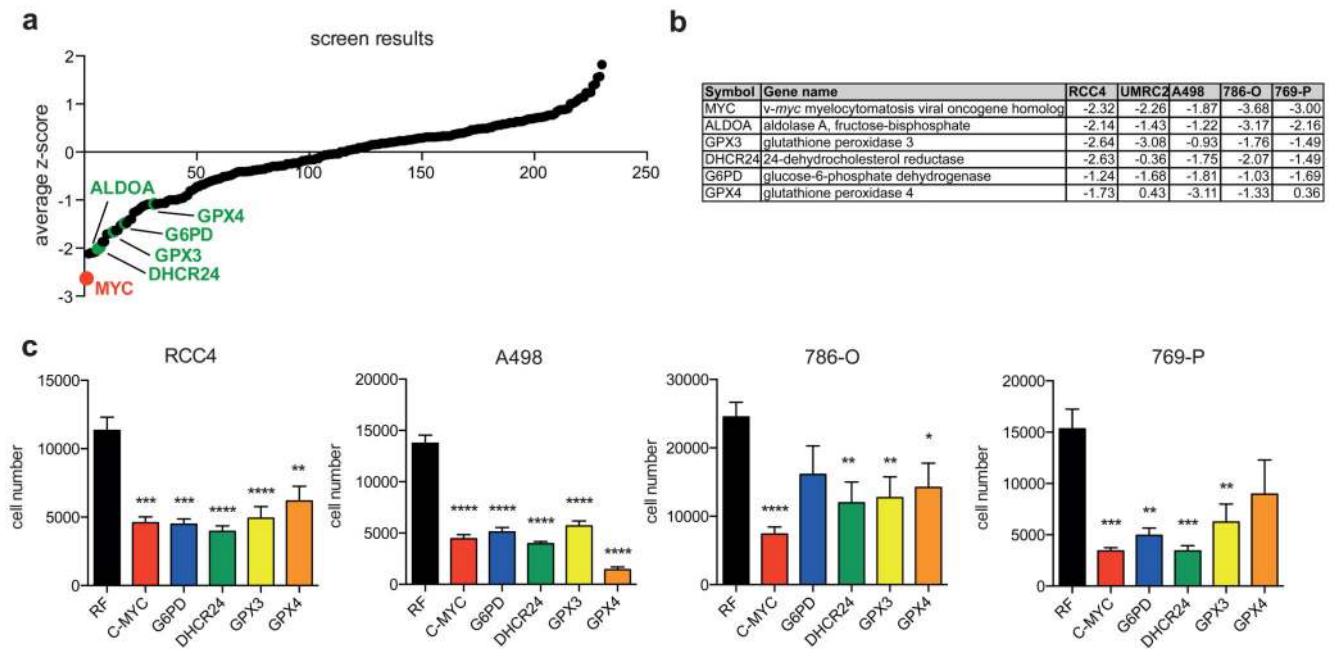 a
screen results
average z-score
2
1
0
-1
-2
-3
50
100
150
200
250
ALDOA
GPX4
G6PD
GPX3
DHCR24
MYC
b
Symbol Gene name RCC4 UMRC2 A498 786-O 769-P
MYC v-myc myelocytomatosis viral oncogene homolog -2.32 -2.26 -1.87 -3.68 -3.00
ALDOA aldolase A, fructose-bisphosphate -2.14 -1.43 -1.22 -3.17 -2.16
GPX3 glutathione peroxidase 3 -2.64 -3.08 -0.93 -1.76 -1.49
DHCR24 24-dehydrocholesterol reductase -2.63 -0.36 -1.75 -2.07 -1.49
G6PD glucose-6-phosphate dehydrogenase -1.24 -1.68 -1.81 -1.03 -1.69
GPX4 glutathione peroxidase 4 -1.73 0.43 -3.11 -1.33 0.36
c
RCC4
cell number
15000
10000
5000
0
*** *** **** **** **
RF C-MYC G6PD DHCR24 GPX3 GPX4
A498
cell number
20000
15000
10000
5000
0
**** **** **** **** ****
RF C-MYC G6PD DHCR24 GPX3 GPX4
786-O
cell number
30000
20000
10000
0
**** ** ** *
RF C-MYC G6PD DHCR24 GPX3 GPX4
769-P
cell number
20000
15000
10000
5000
0
*** ** *** **
RF C-MYC G6PD DHCR24 GPX3 GPX4